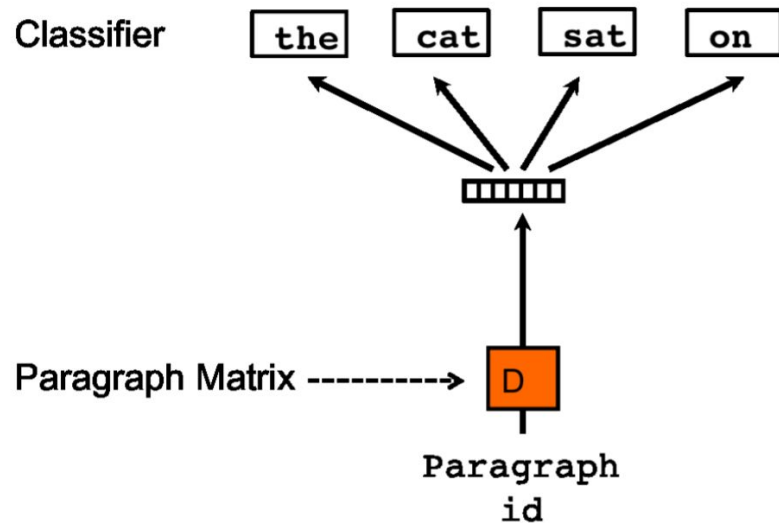 Classifier the cat sat on
Paragraph Matrix D
Paragraph
id